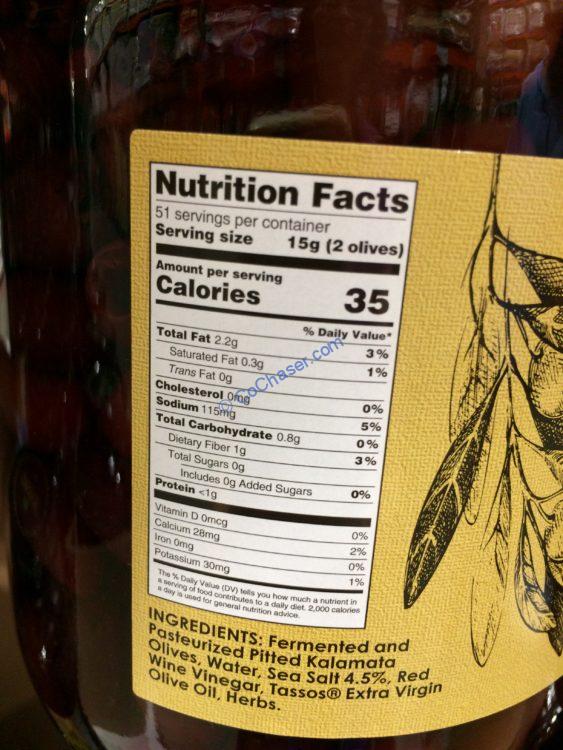 Nutrition Facts
51 servings per container
Serving size 15g (2 olives)
Amount per serving
Calories 35
% Daily Value*
Total Fat 2.2g 3%
Saturated Fat 0.3g 1%
Trans Fat 0g
Cholesterol 0mg 0%
Sodium 115mg 5%
Total Carbohydrate 0.8g 0%
Dietary Fiber 1g 3%
Total Sugars 0g
Includes 0g Added Sugars 0%
Protein <1g
Vitamin D 0mcg 0%
Calcium 28mg 2%
Iron 0mg 0%
Potassium 30mg 1%
The % Daily Value (DV) tells you how much a nutrient in
a serving of food contributes to a daily diet. 2,000 calories
a day is used for general nutrition advice.
INGREDIENTS: Fermented and
Pasteurized Pitted Kalamata
Olives, Water, Sea Salt 4.5%, Red
Wine Vinegar, Tassos® Extra Virgin
Olive Oil, Herbs.
© CoChaser.com